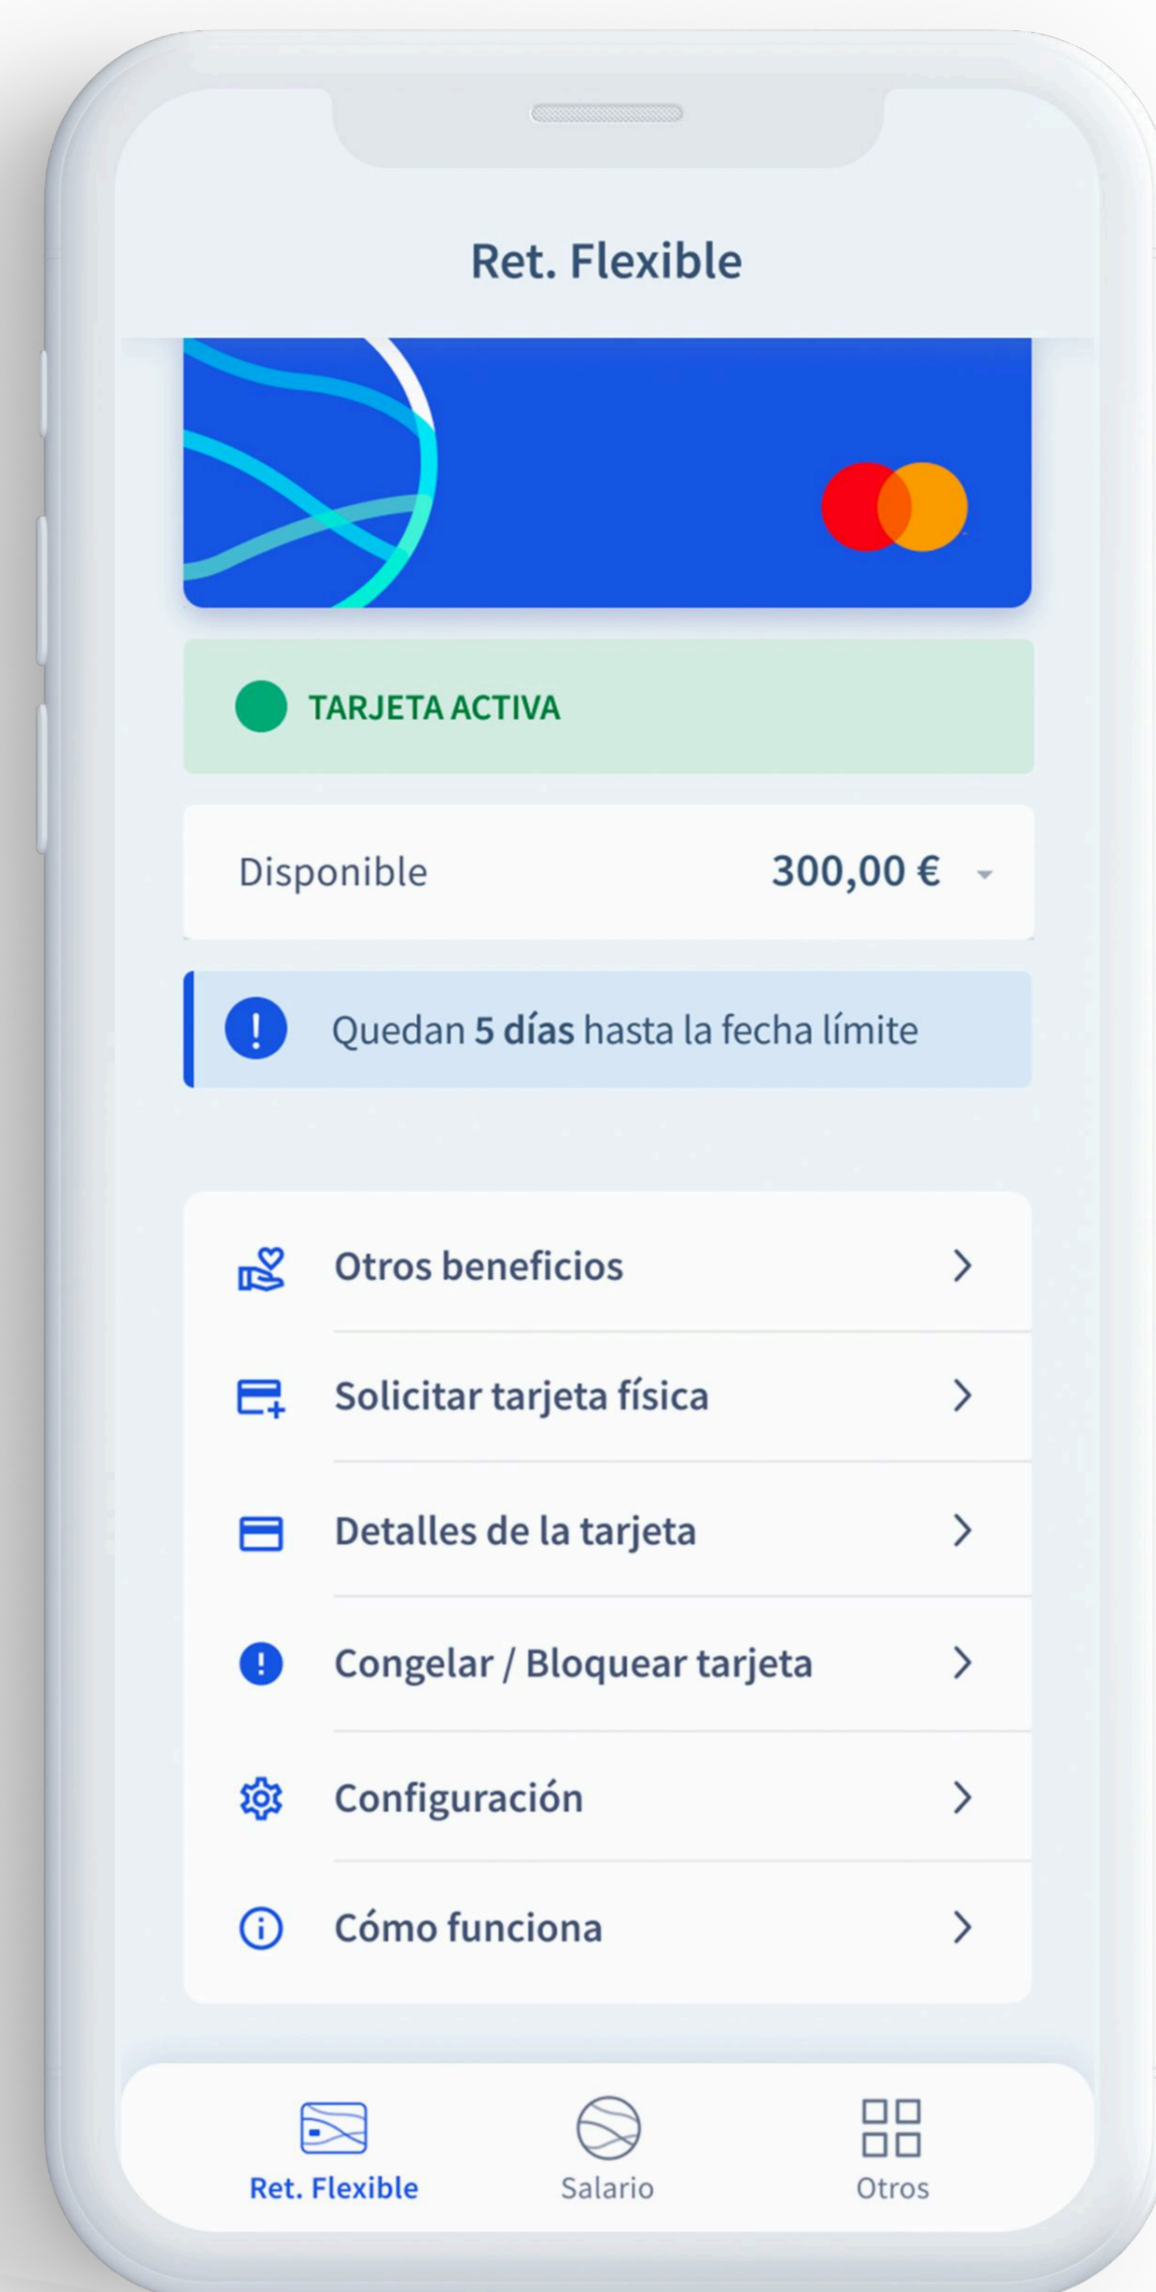 Ret. Flexible
TARJETA ACTIVA
Disponible 300,00 €
Quedan 5 días hasta la fecha límite
Otros beneficios
Solicitar tarjeta física
Detalles de la tarjeta
Congelar / Bloquear tarjeta
Configuración
Cómo funciona
Ret. Flexible Salario Otros